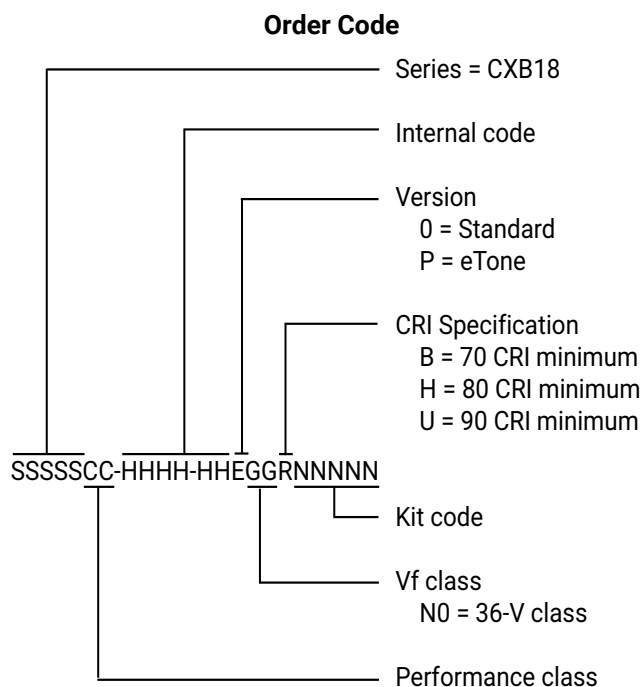 Order Code
Series = CXB18
Internal code
Version
0 = Standard
P = eTone
CRI Specification
B = 70 CRI minimum
H = 80 CRI minimum
U = 90 CRI minimum
SSSSSCC-HHHH-HHEGGRNNNNN
Kit code
Vf class
N0 = 36-V class
Performance class